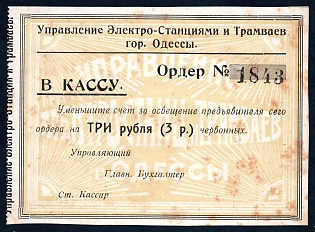 Управление Электро-Станциями и Трамваев
гор. Одессы.
Ордер № 1843
В КАССУ.
Уменьшите счет за освещение предъявителя сего
ордера на ТРИ рубля (3 р.) червонных.
Управляющий
Главн. Бухгалтер
Ст. Кассир